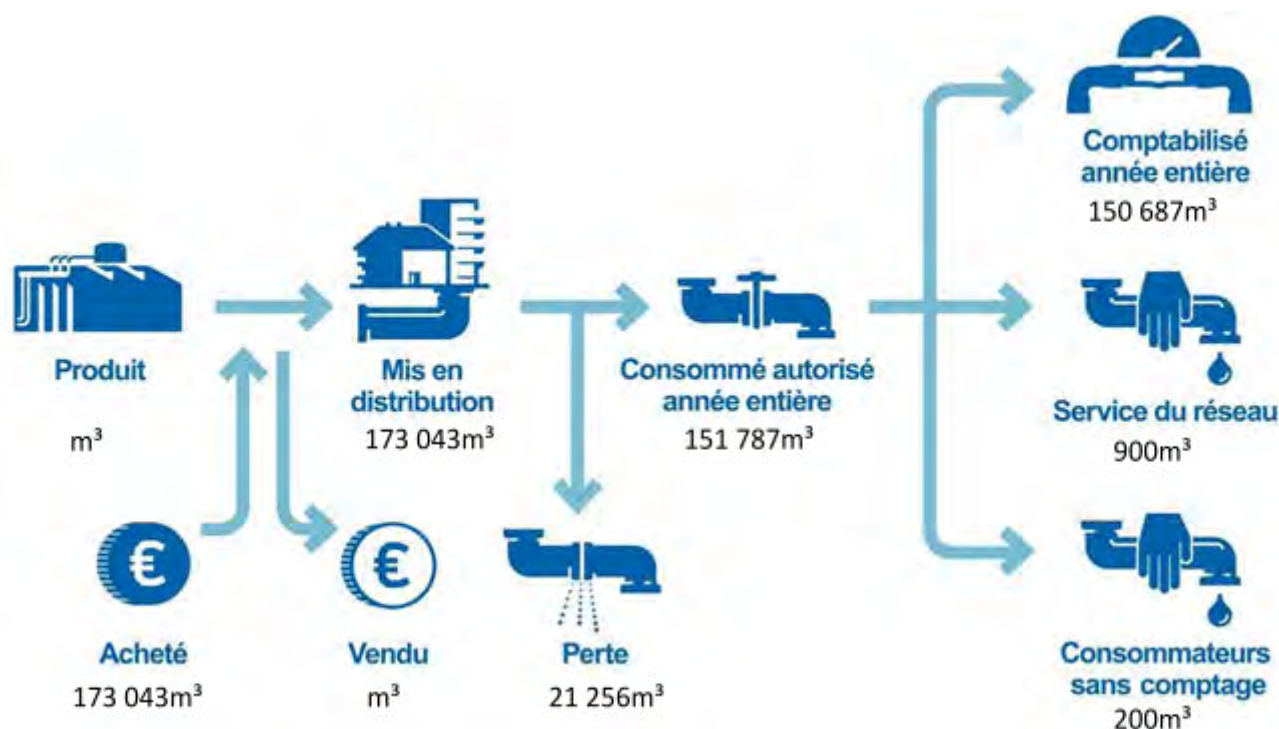 Comptabilisé
année entière
150 687m³
Produit
m³
Mis en
distribution
173 043m³
Consommé autorisé
année entière
151 787m³
Service du réseau
900m³
€
Acheté
173 043m³
€
Vendu
m³
Perte
21 256m³
Consommateurs
sans comptage
200m³